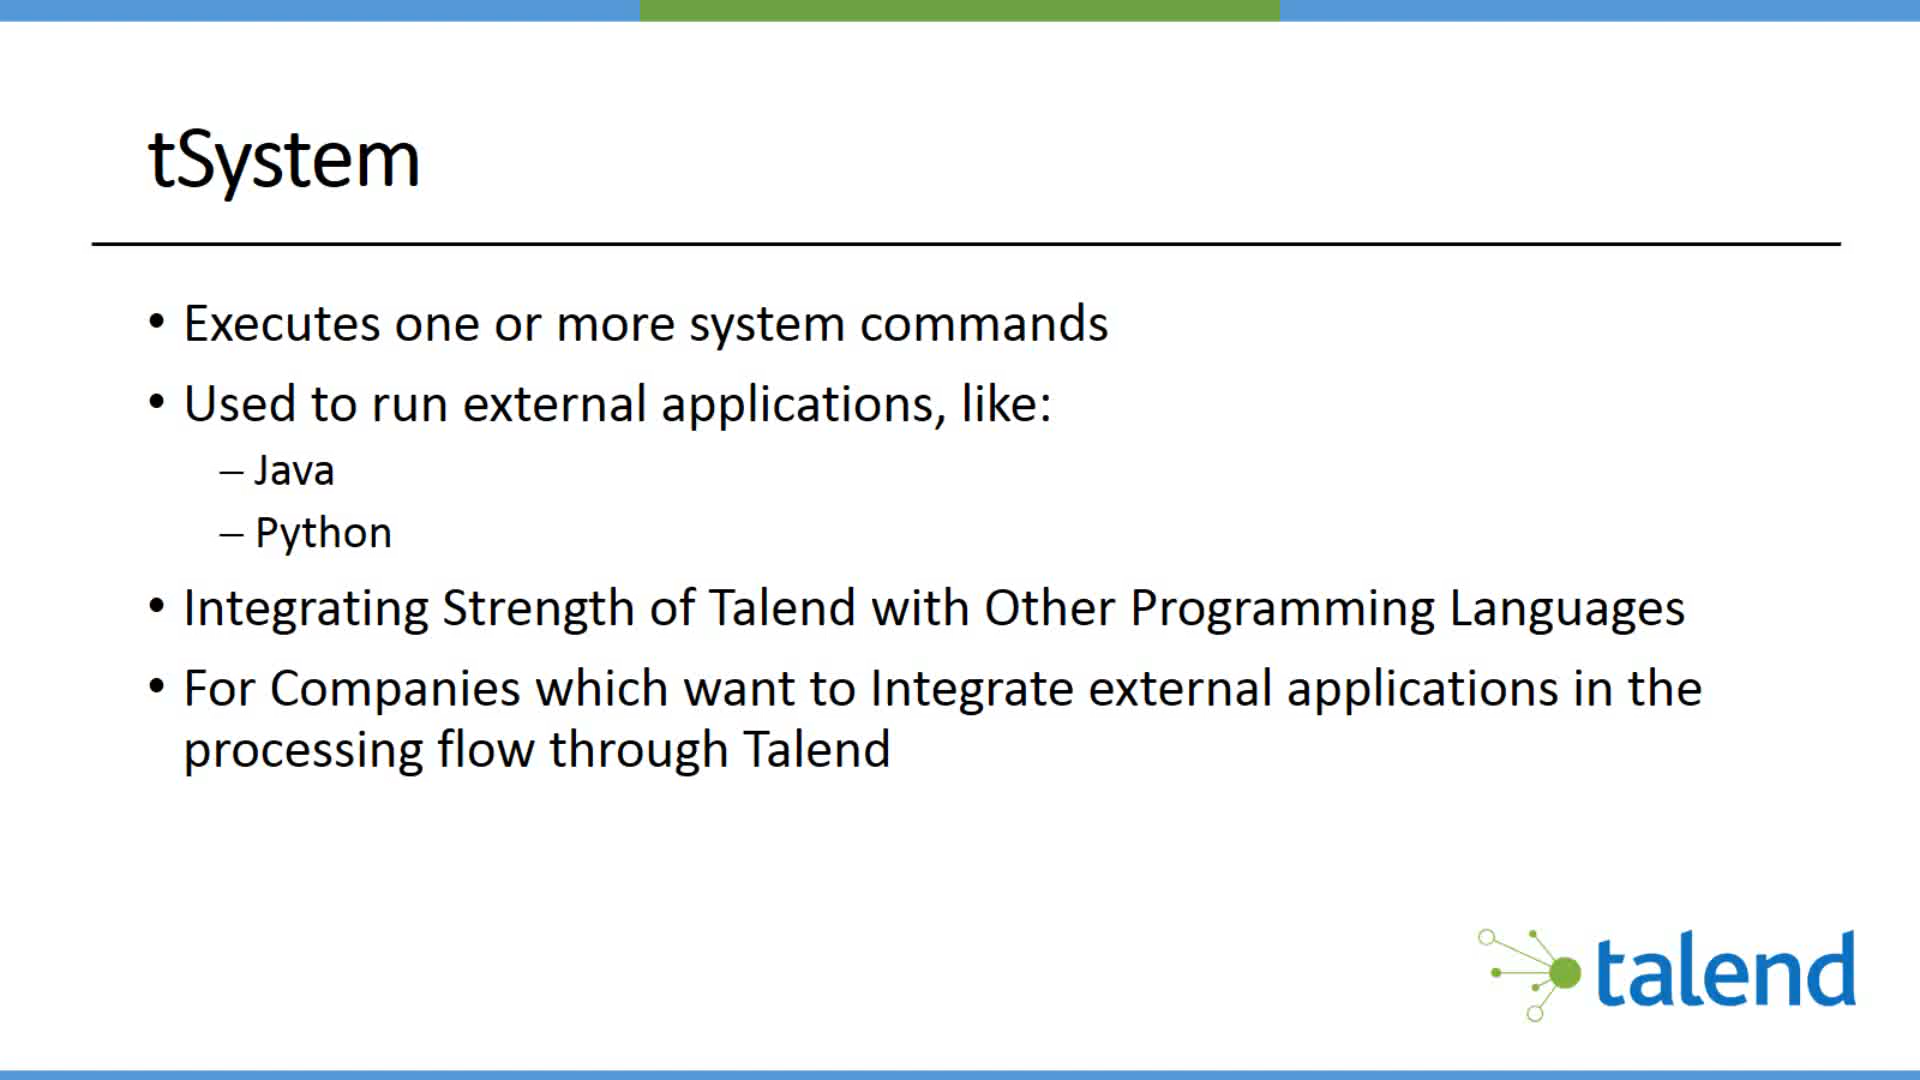 tSystem
• Executes one or more system commands
• Used to run external applications, like:
– Java
– Python
• Integrating Strength of Talend with Other Programming Languages
• For Companies which want to Integrate external applications in the
processing flow through Talend
talend